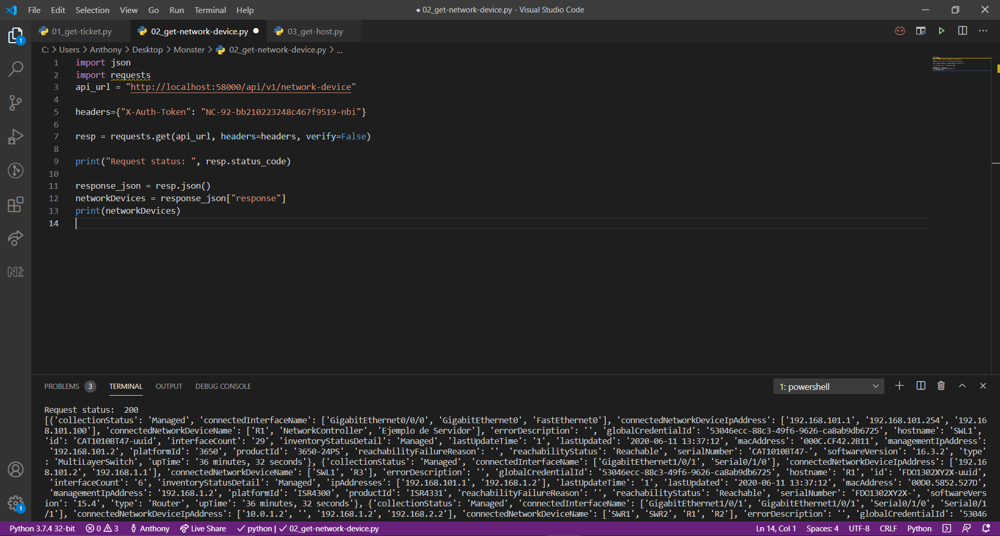 File Edit Selection View Go Run Terminal Help ● 02_get-network-device.py - Visual Studio Code
01_get-ticket.py 02_get-network-device.py ● 03_get-host.py
C: > Users > Anthony > Desktop > Monster > 02_get-network-device.py > ...
1 import json
2 import requests
3 api_url = "http://localhost:58000/api/v1/network-device"
4
5 headers={"X-Auth-Token": "NC-92-bb210223248c467f9519-nbi"}
6
7 resp = requests.get(api_url, headers=headers, verify=False)
8
9 print("Request status: ", resp.status_code)
10
11 response_json = resp.json()
12 networkDevices = response_json["response"]
13 print(networkDevices)
14
PROBLEMS 3 TERMINAL OUTPUT DEBUG CONSOLE 1: powershell
Request status:  200
[{'collectionStatus': 'Managed', 'connectedInterfaceName': ['GigabitEthernet0/0/0', 'GigabitEthernet0', 'FastEthernet0'], 'connectedNetworkDeviceIpAddress': ['192.168.101.1', '192.168.101.254', '192.16
8.101.100'], 'connectedNetworkDeviceName': ['R1', 'NetworkController', 'Ejemplo de Servidor'], 'errorDescription': '', 'globalCredentialId': '53046ecc-88c3-49f6-9626-ca8ab9db6725', 'hostname': 'SWL1',
'id': 'CAT1010BT47-uuid', 'interfaceCount': '29', 'inventoryStatusDetail': 'Managed', 'lastUpdateTime': '1', 'lastUpdated': '2020-06-11 13:37:12', 'macAddress': '000C.CF42.2B11', 'managementIpAddress':
'192.168.101.2', 'platformId': '3650', 'productId': '3650-24PS', 'reachabilityFailureReason': '', 'reachabilityStatus': 'Reachable', 'serialNumber': 'CAT1010BT47-', 'softwareVersion': '16.3.2', 'type'
: 'MultiLayerSwitch', 'upTime': '36 minutes, 32 seconds'}, {'collectionStatus': 'Managed', 'connectedInterfaceName': ['GigabitEthernet1/0/1', 'Serial0/1/0'], 'connectedNetworkDeviceIpAddress': ['192.16
8.101.2', '192.168.1.1'], 'connectedNetworkDeviceName': ['SWL1', 'R3'], 'errorDescription': '', 'globalCredentialId': '53046ecc-88c3-49f6-9626-ca8ab9db6725', 'hostname': 'R1', 'id': 'FDO1302XY2X-uuid',
'interfaceCount': '6', 'inventoryStatusDetail': 'Managed', 'ipAddresses': ['192.168.101.1', '192.168.1.2'], 'lastUpdateTime': '1', 'lastUpdated': '2020-06-11 13:37:12', 'macAddress': '00D0.5852.527D',
'managementIpAddress': '192.168.1.2', 'platformId': 'ISR4300', 'productId': 'ISR4331', 'reachabilityFailureReason': '', 'reachabilityStatus': 'Reachable', 'serialNumber': 'FDO1302XY2X-', 'softwareVers
ion': '15.4', 'type': 'Router', 'upTime': '36 minutes, 32 seconds'}, {'collectionStatus': 'Managed', 'connectedInterfaceName': ['GigabitEthernet1/0/1', 'GigabitEthernet1/0/1', 'Serial0/1/0', 'Serial0/1
/1'], 'connectedNetworkDeviceIpAddress': ['10.0.1.2', '', '192.168.1.2', '192.168.2.2'], 'connectedNetworkDeviceName': ['SWR1', 'SWR2', 'R1', 'R2'], 'errorDescription': '', 'globalCredentialId': '53046
Python 3.7.4 32-bit 0 3 Anthony Live Share ✓ python | ✓ 02_get-network-device.py Ln 14, Col 1 Spaces: 4 UTF-8 CRLF Python